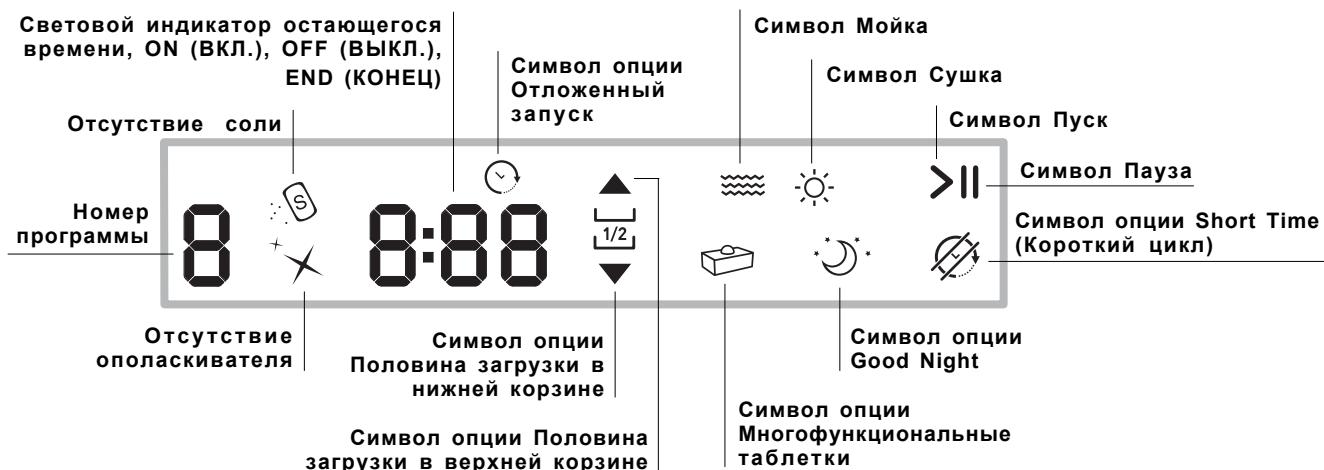 Световой индикатор остающегося
времени, ON (ВКЛ.), OFF (ВЫКЛ.),
END (КОНЕЦ)
Символ опции
Отложенный
запуск
Символ Мойка
Символ Сушка
Символ Пуск
Символ Пауза
Символ опции Short Time
(Короткий цикл)
Отсутствие соли
Номер
программы
S
8
8:88
1/2
Отсутствие
ополаскивателя
Символ опции
Половина загрузки в
нижней корзине
Символ опции Половина
загрузки в верхней корзине
Символ опции
Многофункциональные
таблетки
Символ опции
Good Night